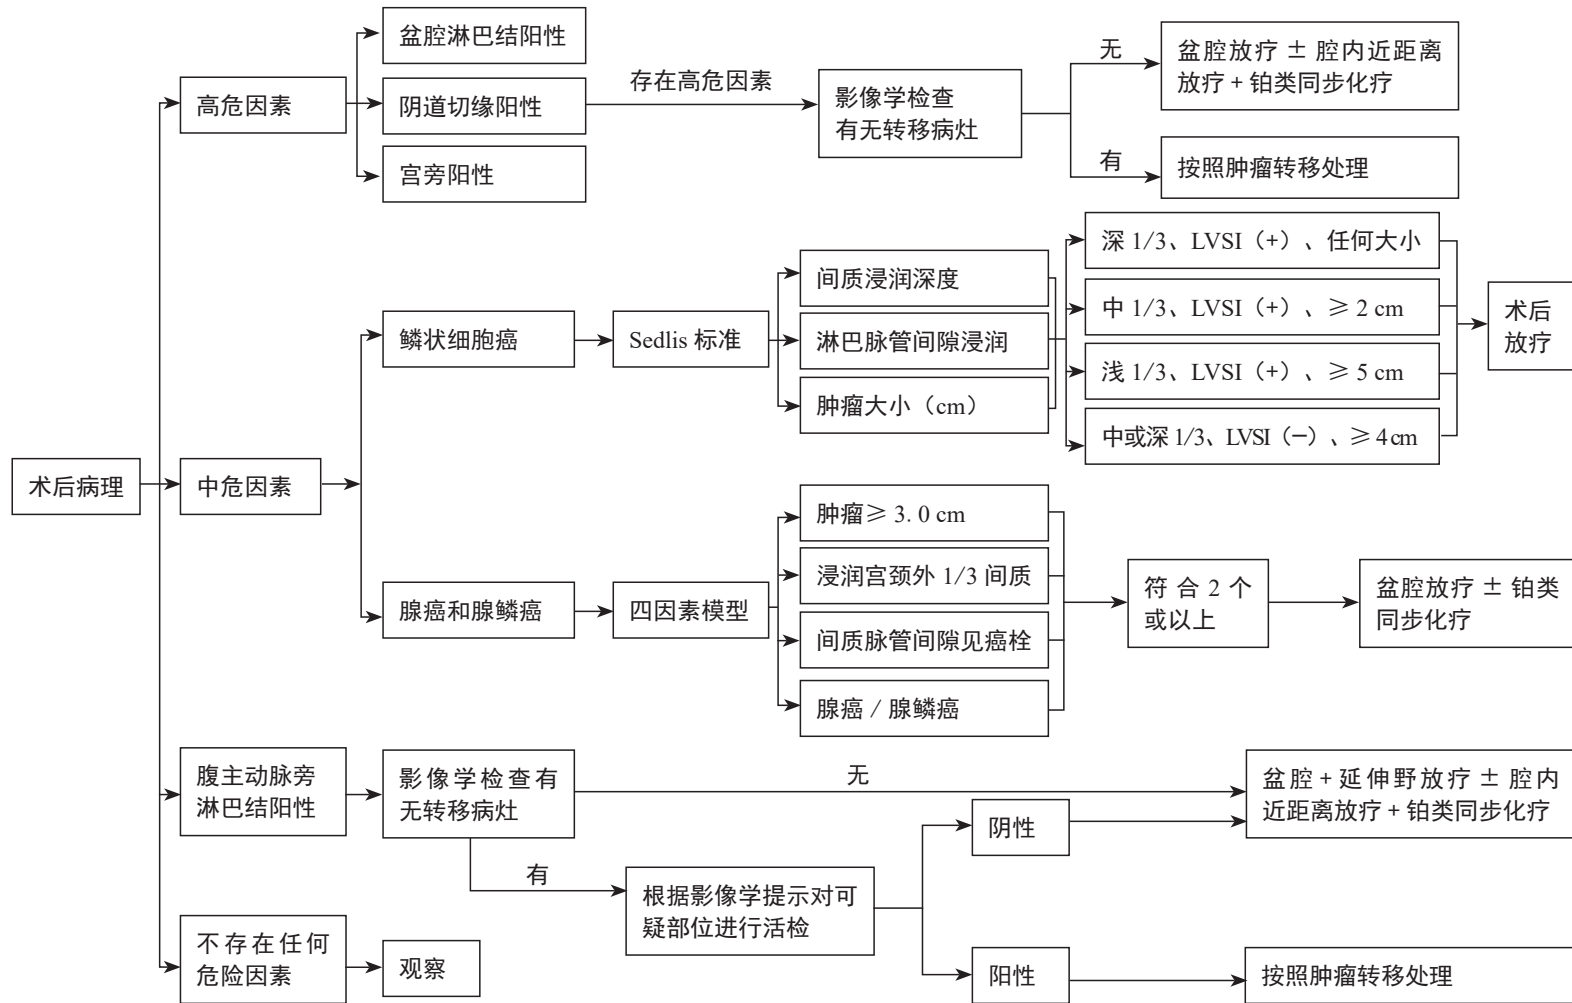 盆腔淋巴结阳性
高危因素
阴道切缘阳性
宫旁阳性
存在高危因素
影像学检查
有无转移病灶
无
盆腔放疗 ± 腔内近距离
放疗+铂类同步化疗
有
按照肿瘤转移处理
术后病理
中危因素
鳞状细胞癌
Sedlis 标准
间质浸润深度
淋巴脉管间隙浸润
肿瘤大小（cm）
深 1/3、LVSI（+）、任何大小
中 1/3、LVSI（+）、≥ 2 cm
浅 1/3、LVSI（+）、≥ 5 cm
中或深 1/3、LVSI（−）、≥ 4cm
术后
放疗
腺癌和腺鳞癌
四因素模型
肿瘤≥ 3. 0 cm
浸润宫颈外 1/3 间质
间质脉管间隙见癌栓
腺癌 / 腺鳞癌
符合 2 个
或以上
盆腔放疗 ± 铂类
同步化疗
腹主动脉旁
淋巴结阳性
影像学检查有
无转移病灶
无
盆腔+延伸野放疗 ± 腔内
近距离放疗+铂类同步化疗
有
根据影像学提示对可
疑部位进行活检
阴性
阳性
按照肿瘤转移处理
不存在任何
危险因素
观察